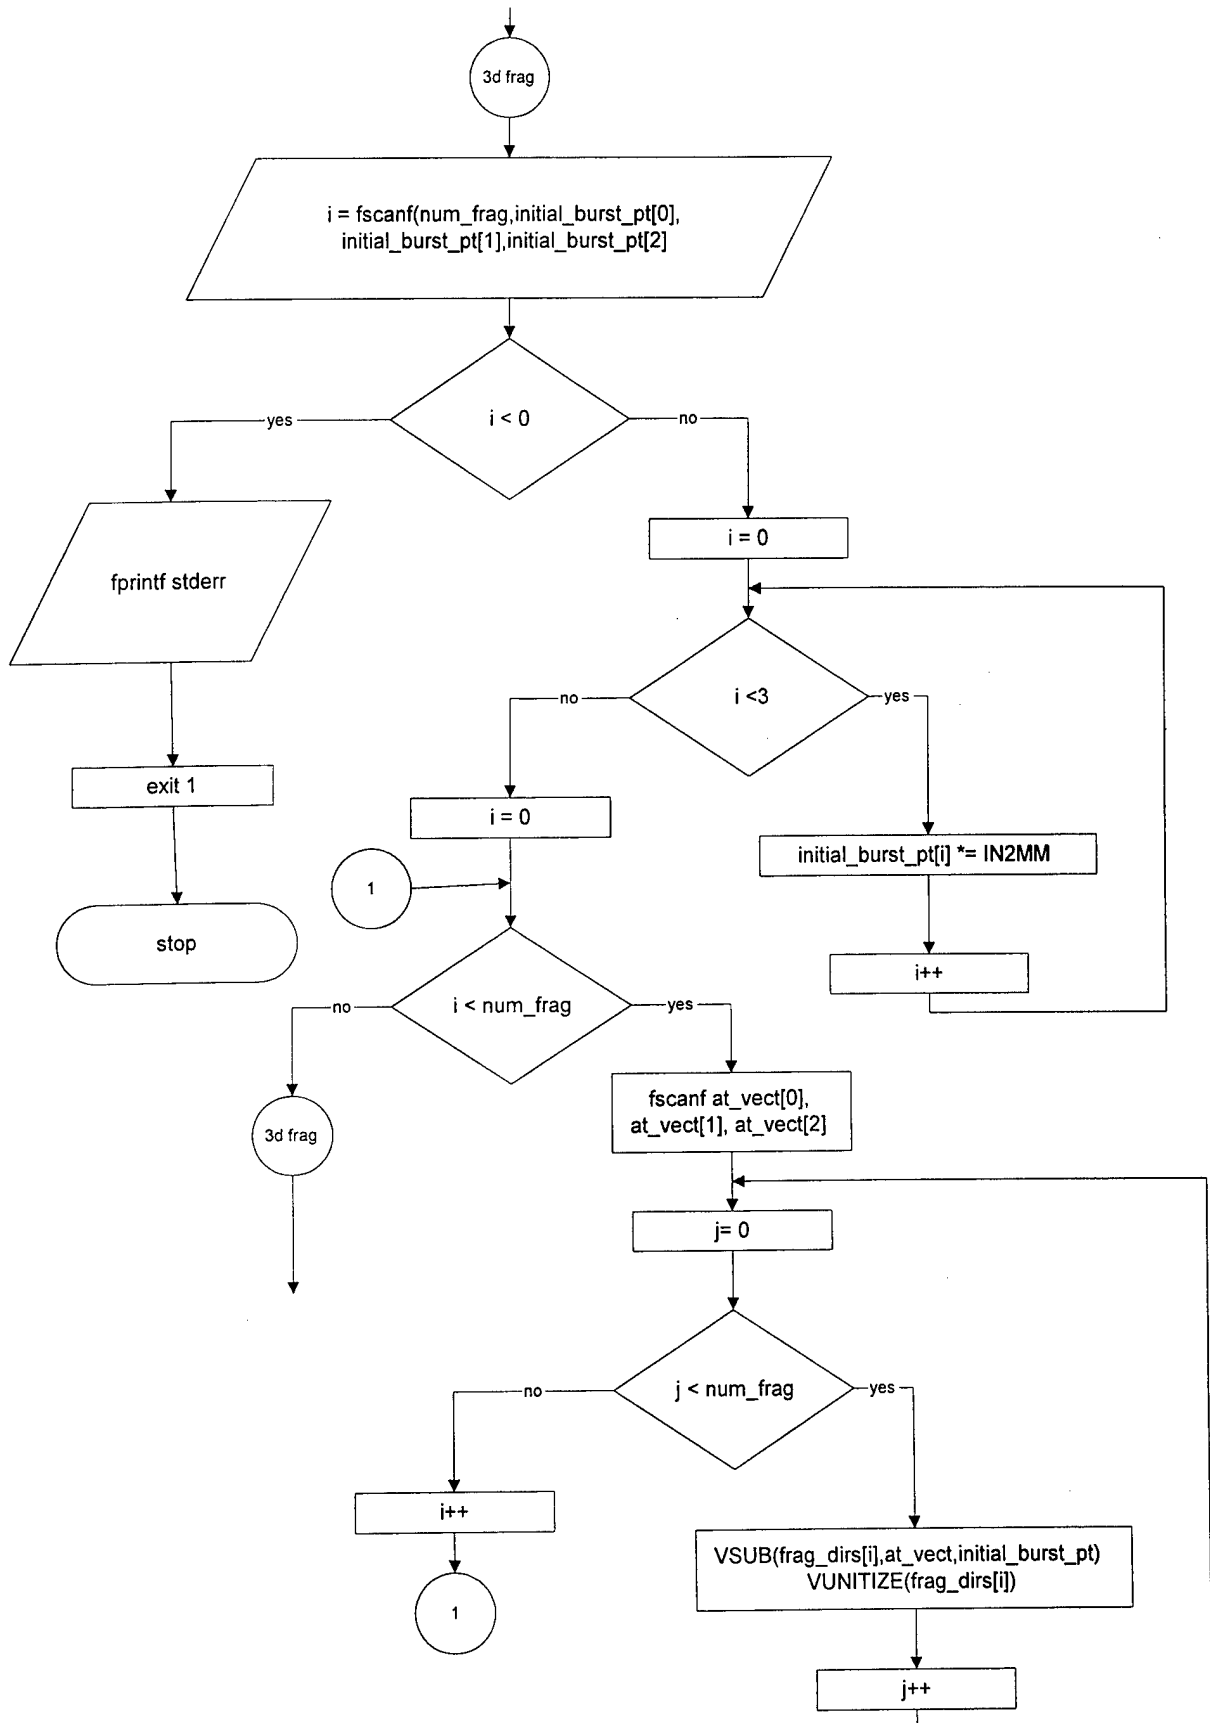 3d frag
i = fscanf(num_frag,initial_burst_pt[0],
initial_burst_pt[1],initial_burst_pt[2]
i < 0
yes
no
i = 0
fprintf stderr
i <3
no
yes
exit 1
i = 0
initial_burst_pt[i] *= IN2MM
1
stop
i++
i < num_frag
no
yes
fscanf at_vect[0],
at_vect[1], at_vect[2]
3d frag
j= 0
j < num_frag
no
yes
i++
VSUB(frag_dirs[i],at_vect,initial_burst_pt)
VUNITIZE(frag_dirs[i])
1
j++